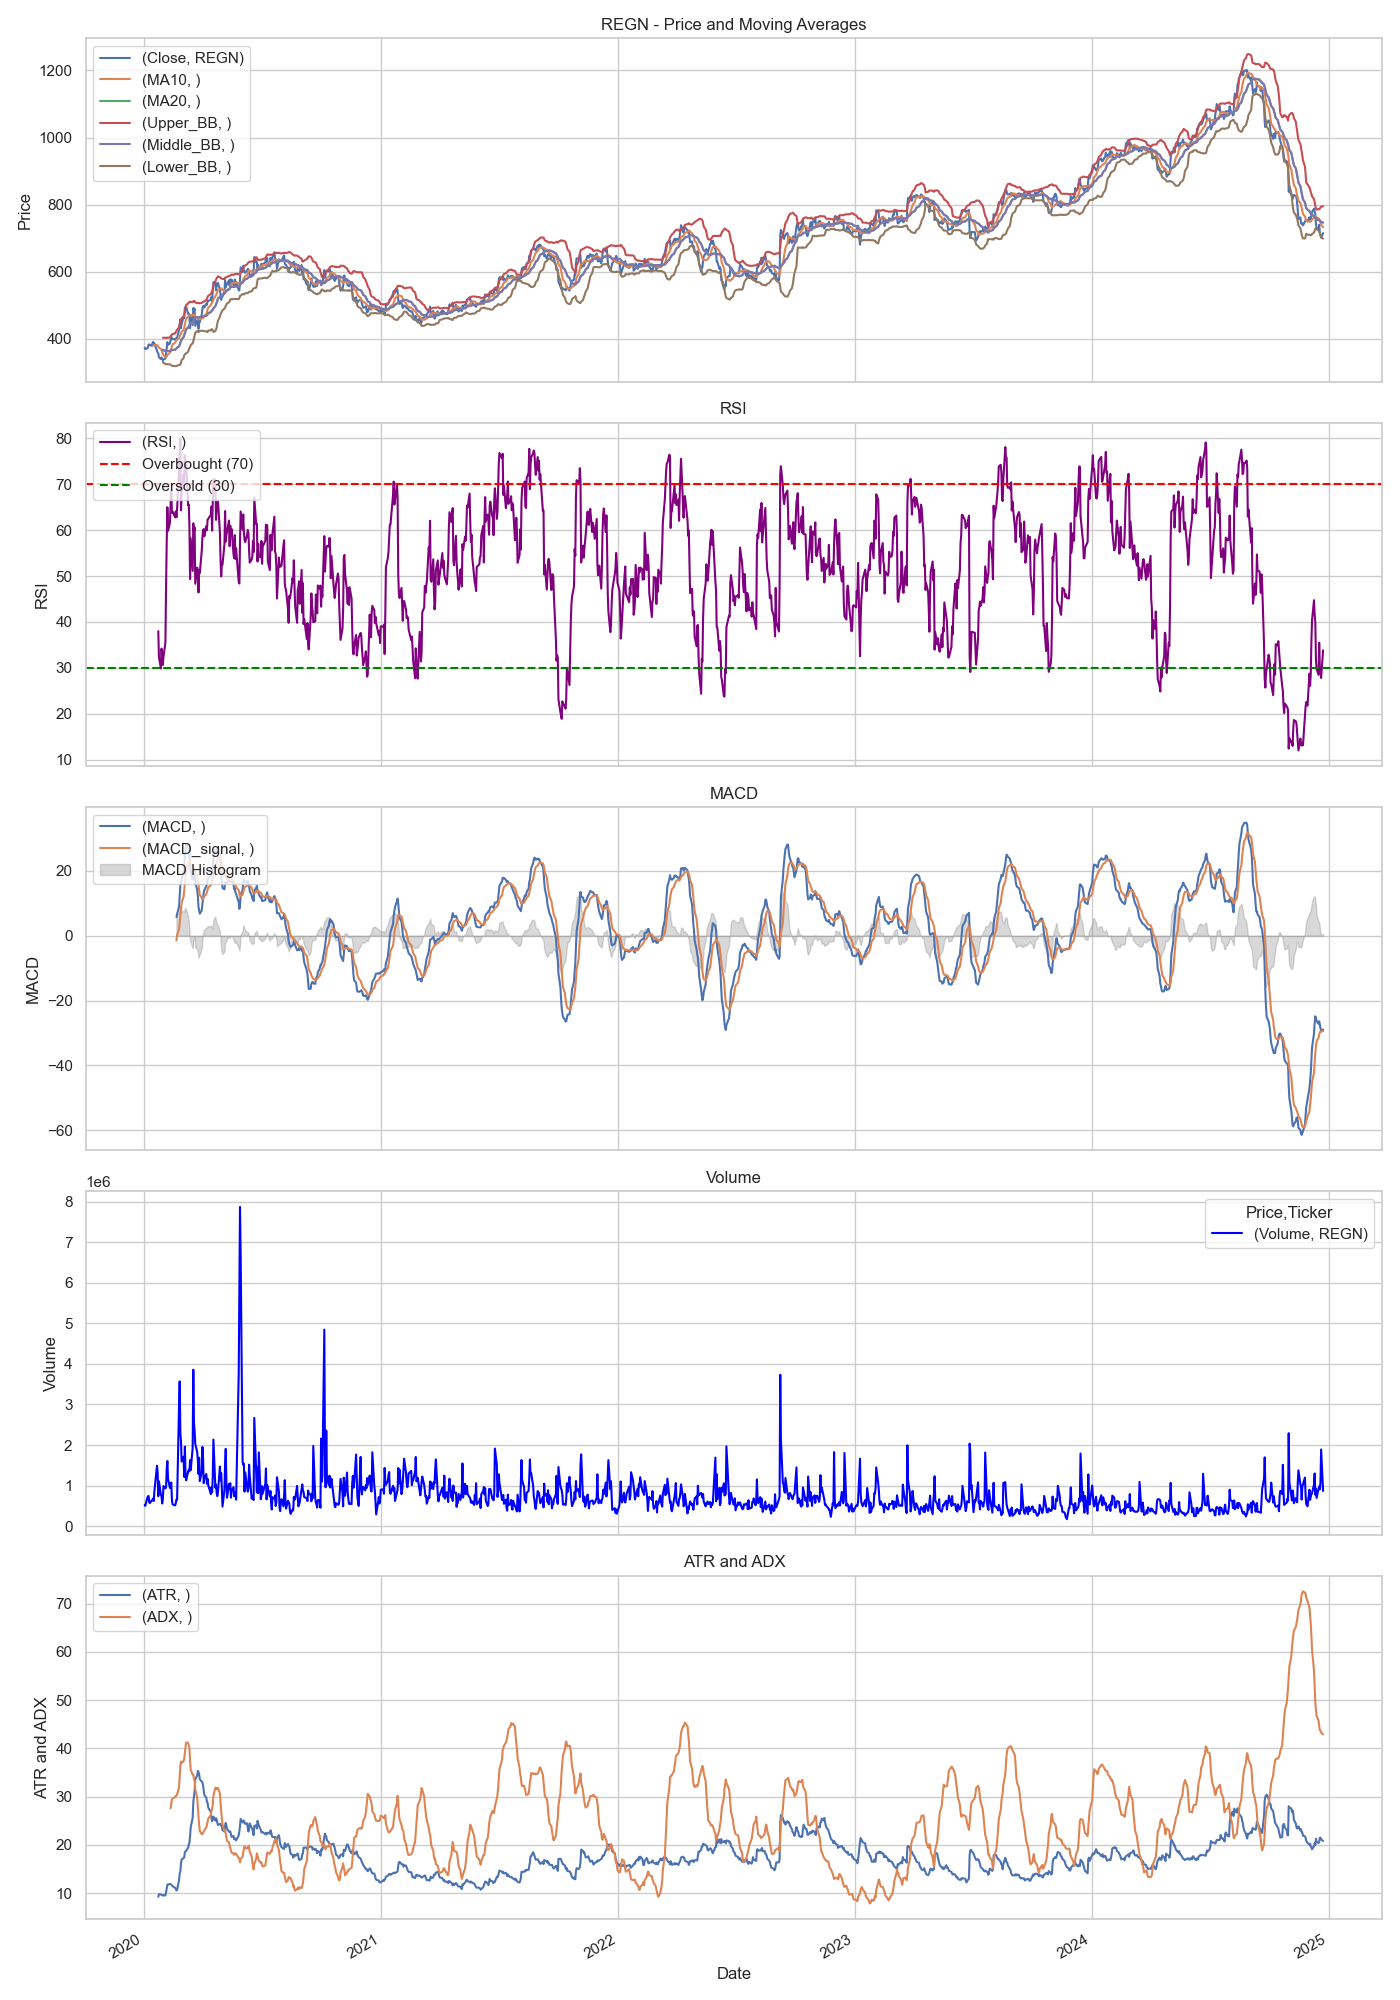 REGN - Price and Moving Averages
(Close, REGN)
(MA10, )
(MA20, )
(Upper_BB, )
(Middle_BB, )
(Lower_BB, )
1200
1000
800
600
400
Price
RSI
(RSI, )
Overbought (70)
Oversold (30)
80
70
60
50
40
30
20
10
RSI
MACD
(MACD, )
(MACD_signal, )
MACD Histogram
20
0
−20
−40
−60
MACD
Volume
1e6
Price,Ticker
(Volume, REGN)
8
7
6
5
4
3
2
1
0
Volume
ATR and ADX
(ATR, )
(ADX, )
70
60
50
40
30
20
10
ATR and ADX
2020
2021
2022
2023
2024
2025
Date